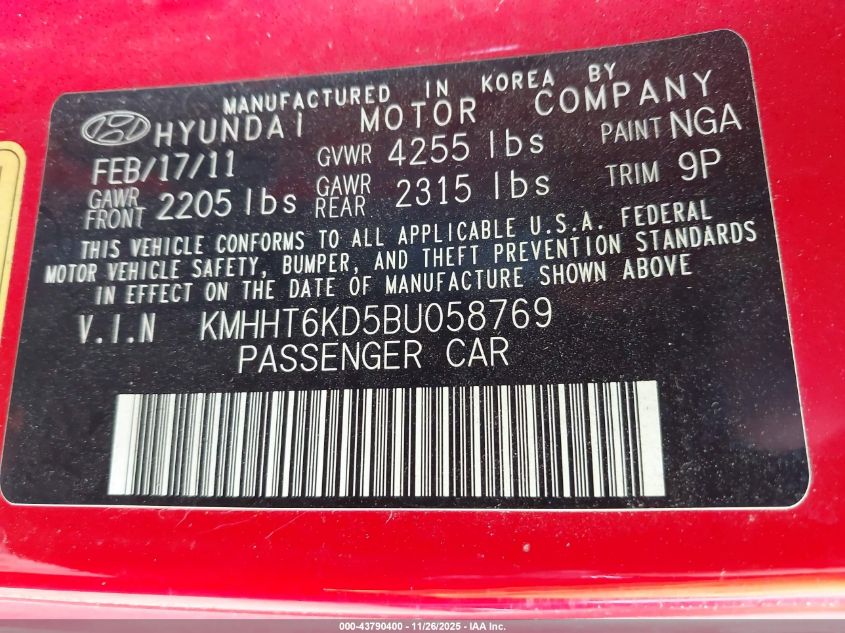 MANUFACTURED IN KOREA BY
HYUNDAI MOTOR COMPANY
FEB/17/11 GVWR 4255 lbs PAINT NGA
GAWR FRONT 2205 lbs GAWR REAR 2315 lbs TRIM 9P
THIS VEHICLE CONFORMS TO ALL APPLICABLE U.S.A. FEDERAL
MOTOR VEHICLE SAFETY, BUMPER, AND THEFT PREVENTION STANDARDS
IN EFFECT ON THE DATE OF MANUFACTURE SHOWN ABOVE
V.I.N KMHHT6KD5BU058769
PASSENGER CAR
000-43790400 - 11/26/2025 - IAA Inc.